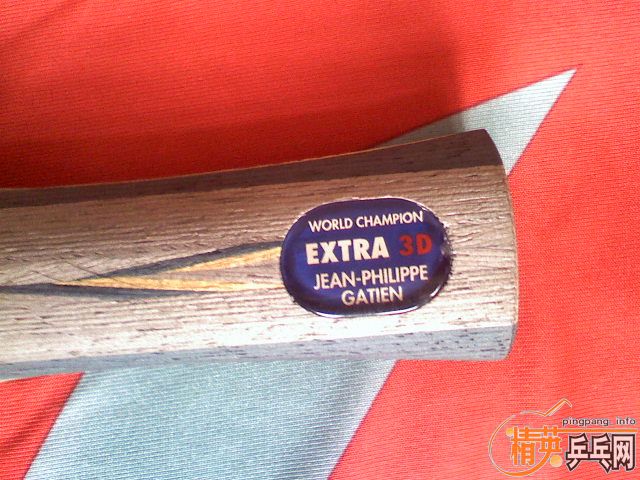 WORLD CHAMPION
EXTRA 3D
JEAN-PHILIPPE
GATIEN
pingpang.info
精英乒乓网